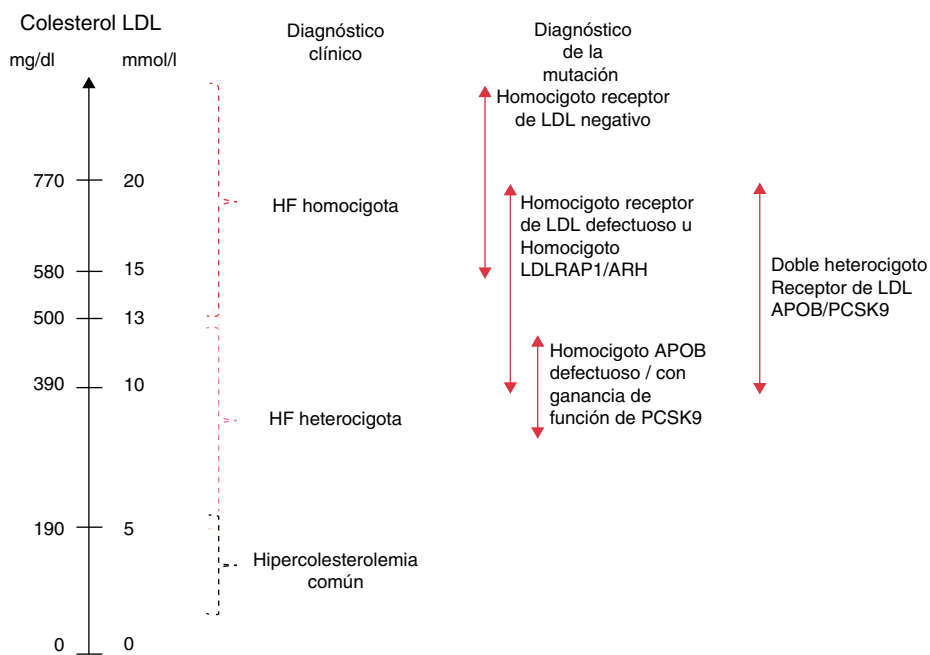 Colesterol LDL
mg/dl
mmol/l
Diagnóstico
clínico
Diagnóstico
de la
mutación
Homocigoto receptor
de LDL negativo
770
20
580
15
500
13
390
10
190
5
0
0
HF homocigota
HF heterocigota
Hipercolesterolemia
común
Homocigoto receptor
de LDL defectuoso u
Homocigoto
LDLRAP1/ARH
Homocigoto APOB
defectuoso / con
ganancia de
función de PCSK9
Doble heterocigoto
Receptor de LDL
APOB/PCSK9